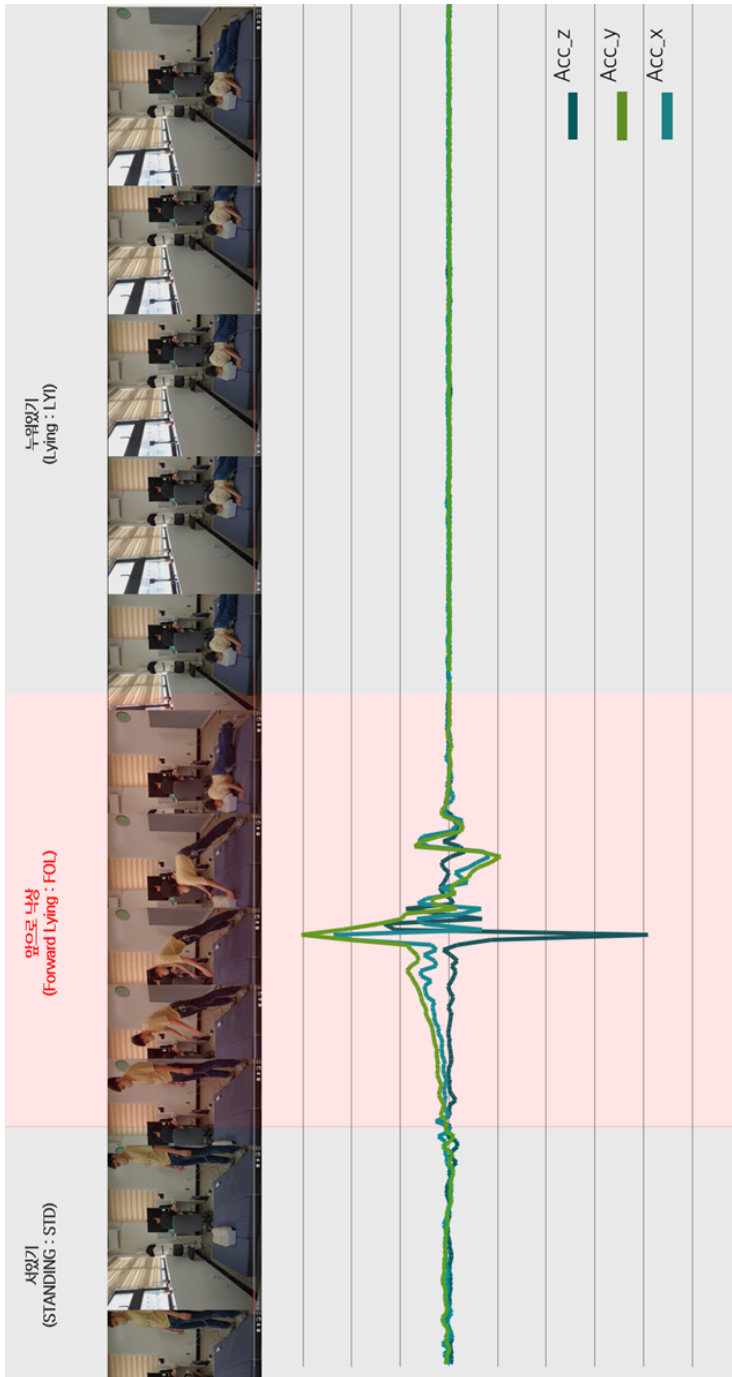 서있기
(STANDING : STD)
앞으로 낙상
(Forward Lying : FOL)
누워있기
(Lying : LYI)
Acc_x
Acc_y
Acc_z